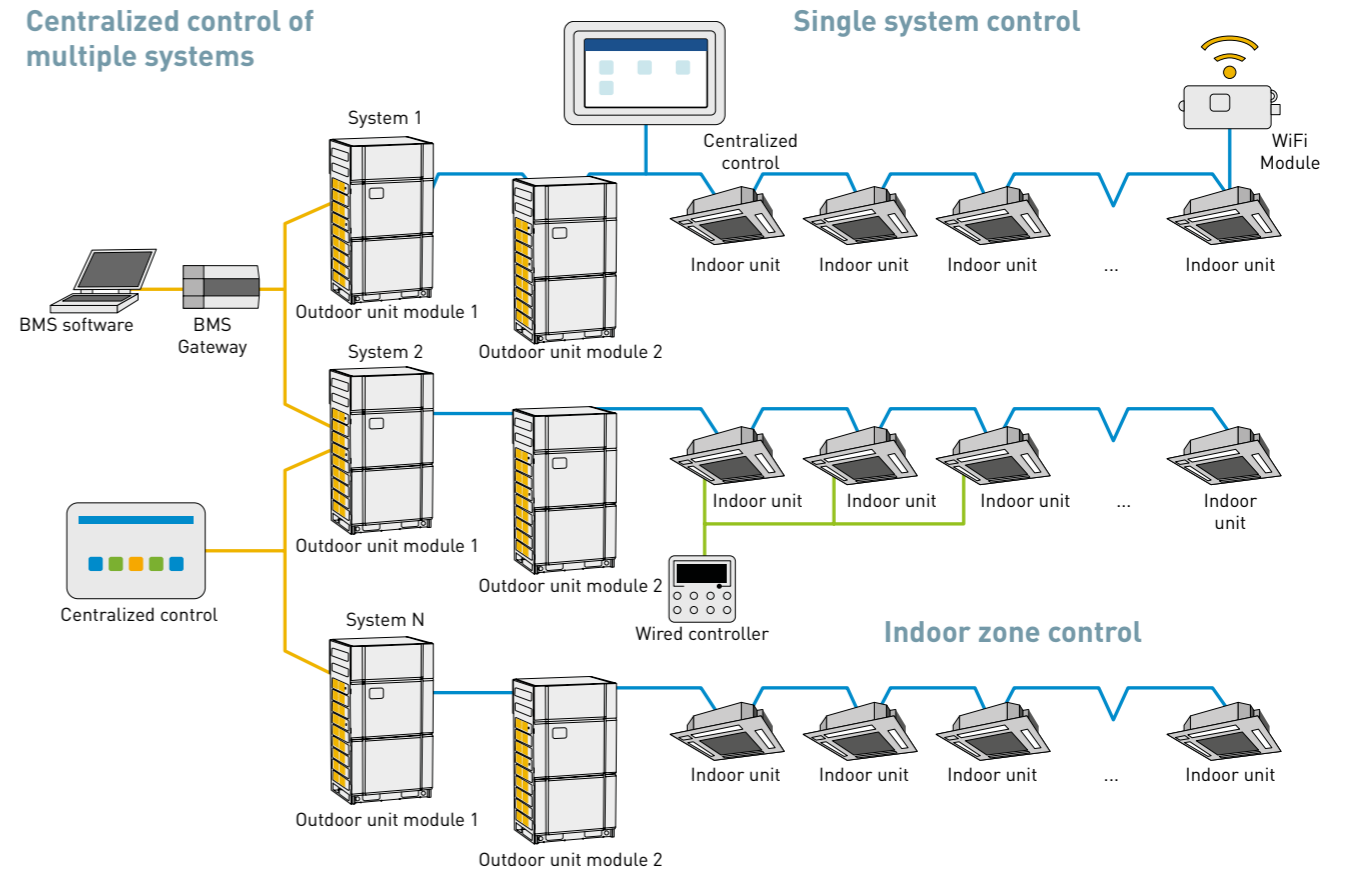 Centralized control of
multiple systems
Single system control
System 1
Centralized
control
WiFi
Module
Indoor unit
Indoor unit
Indoor unit
...
Indoor unit
BMS software
BMS
Gateway
Outdoor unit module 1
Outdoor unit module 2
System 2
Indoor unit
Indoor unit
Indoor unit
...
Indoor
unit
Outdoor unit module 1
Outdoor unit module 2
Centralized control
Wired controller
Indoor zone control
System N
Indoor unit
Indoor unit
Indoor unit
...
Indoor unit
Outdoor unit module 1
Outdoor unit module 2